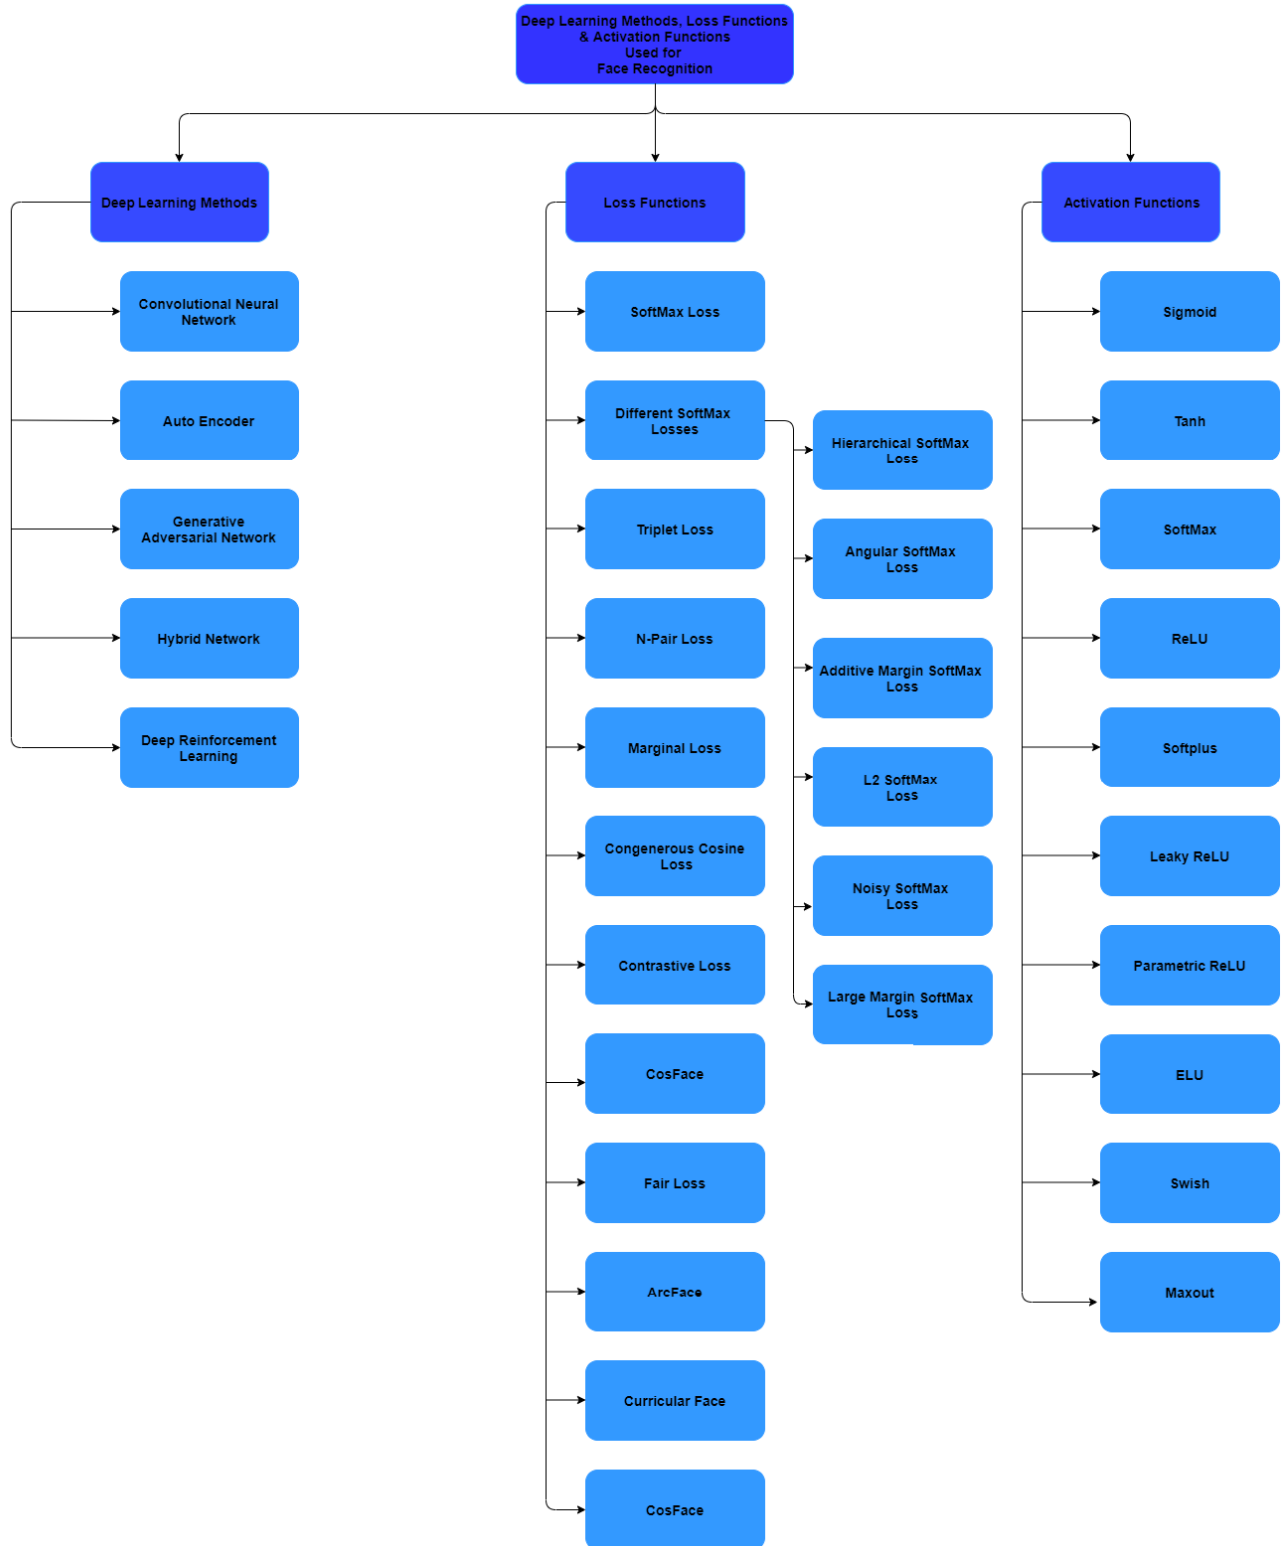 Deep Learning Methods, Loss Functions
& Activation Functions
Used for
Face Recognition
Deep Learning Methods
Convolutional Neural
Network
Auto Encoder
Generative
Adversarial Network
Hybrid Network
Deep Reinforcement
Learning
Loss Functions
SoftMax Loss
Different SoftMax
Losses
Hierarchical SoftMax
Loss
Angular SoftMax
Loss
Additive Margin SoftMax
Loss
L2 SoftMax
Loss
Noisy SoftMax
Loss
Large Margin SoftMax
Loss
Triplet Loss
N-Pair Loss
Marginal Loss
Congenerous Cosine
Loss
Contrastive Loss
CosFace
Fair Loss
ArcFace
Curricular Face
CosFace
Activation Functions
Sigmoid
Tanh
SoftMax
ReLU
Softplus
Leaky ReLU
Parametric ReLU
ELU
Swish
Maxout